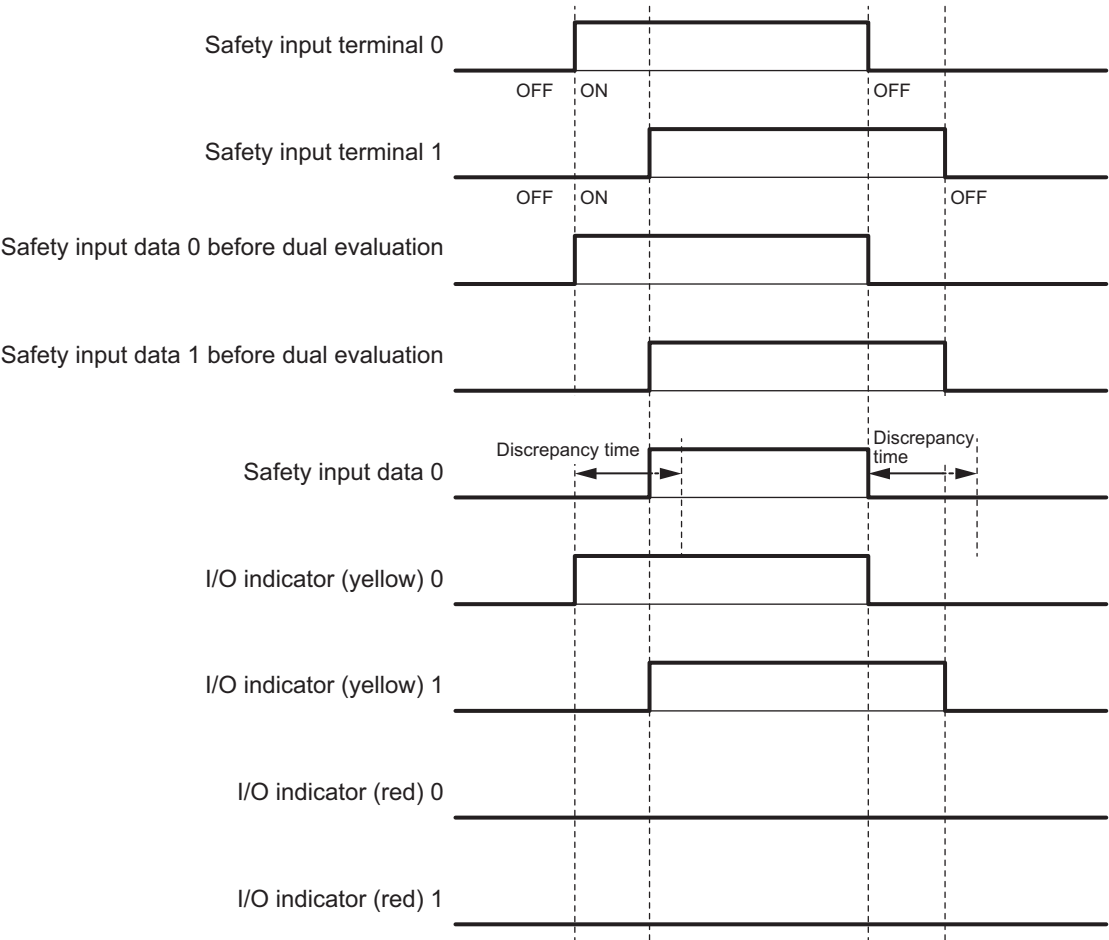 Safety input terminal 0
OFF ON OFF
Safety input terminal 1
OFF ON OFF
Safety input data 0 before dual evaluation
Safety input data 1 before dual evaluation
Discrepancy time
Discrepancy
time
Safety input data 0
I/O indicator (yellow) 0
I/O indicator (yellow) 1
I/O indicator (red) 0
I/O indicator (red) 1